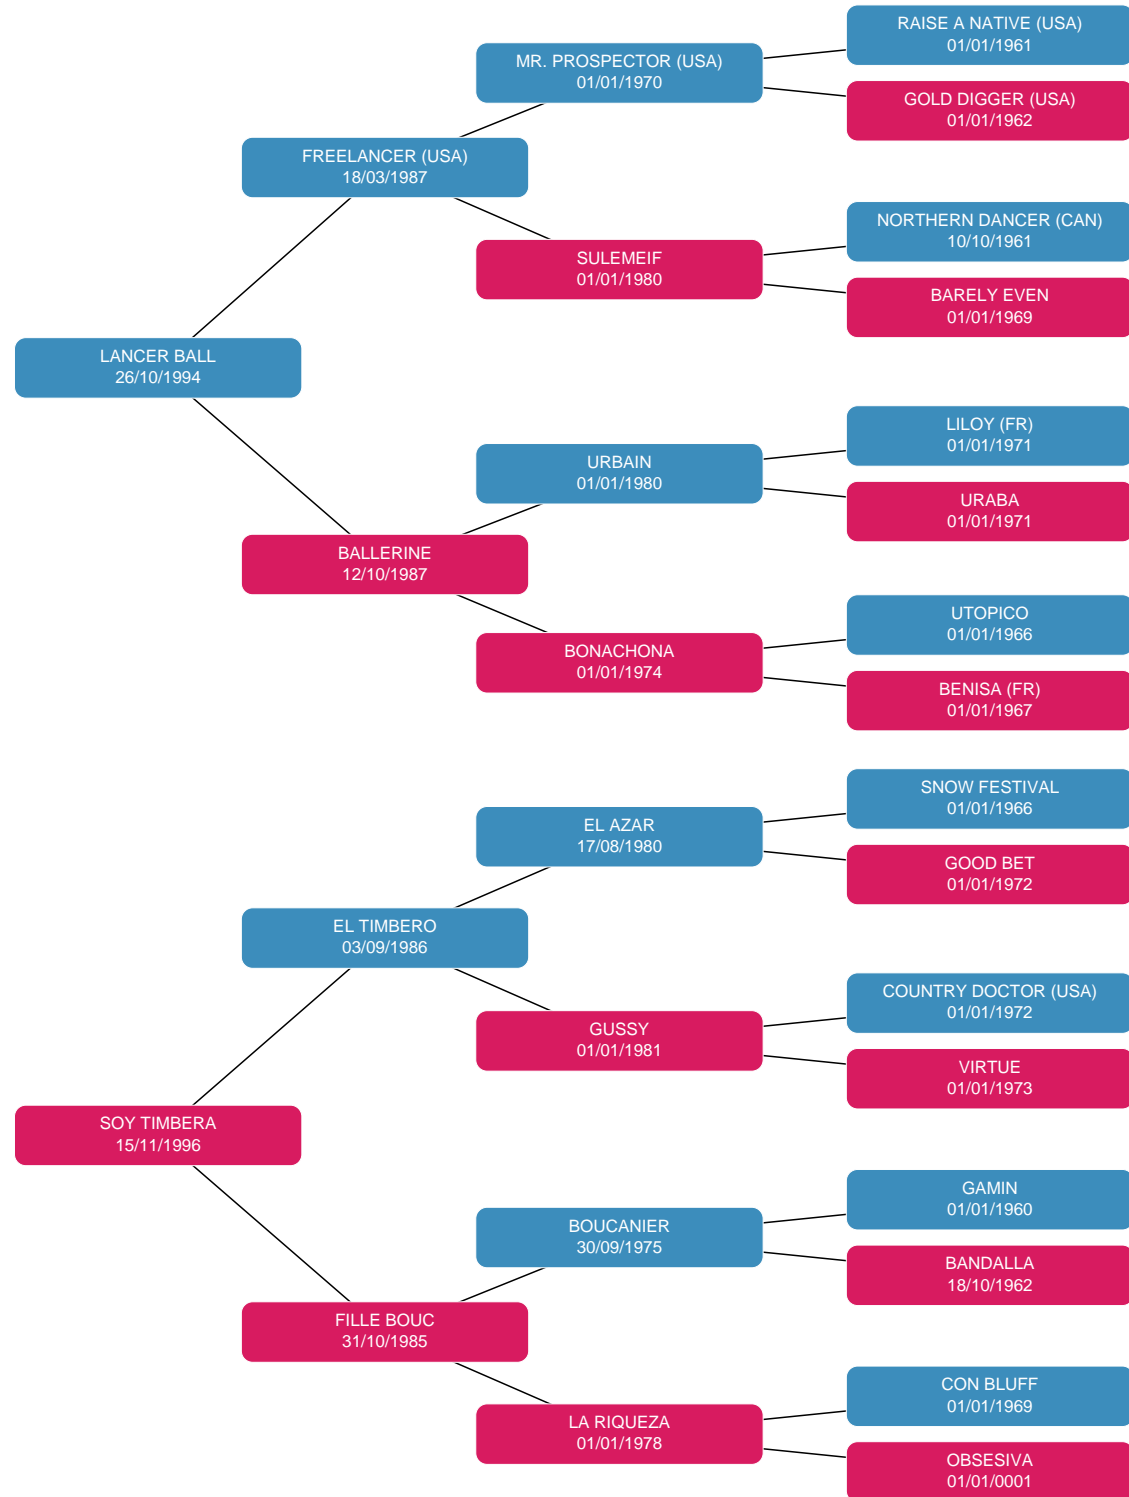 RAISE A NATIVE (USA)
01/01/1961
MR. PROSPECTOR (USA)
01/01/1970
GOLD DIGGER (USA)
01/01/1962
FREELANCER (USA)
18/03/1987
NORTHERN DANCER (CAN)
10/10/1961
SULEMEIF
01/01/1980
BARELY EVEN
01/01/1969
LANCER BALL
26/10/1994
LILOY (FR)
01/01/1971
URBAIN
01/01/1980
URABA
01/01/1971
BALLERINE
12/10/1987
UTOPICO
01/01/1966
BONACHONA
01/01/1974
BENISA (FR)
01/01/1967
SNOW FESTIVAL
01/01/1966
EL AZAR
17/08/1980
GOOD BET
01/01/1972
EL TIMBERO
03/09/1986
COUNTRY DOCTOR (USA)
01/01/1972
GUSSY
01/01/1981
VIRTUE
01/01/1973
SOY TIMBERA
15/11/1996
GAMIN
01/01/1960
BOUCANIER
30/09/1975
BANDALLA
18/10/1962
FILLE BOUC
31/10/1985
CON BLUFF
01/01/1969
LA RIQUEZA
01/01/1978
OBSESIVA
01/01/0001